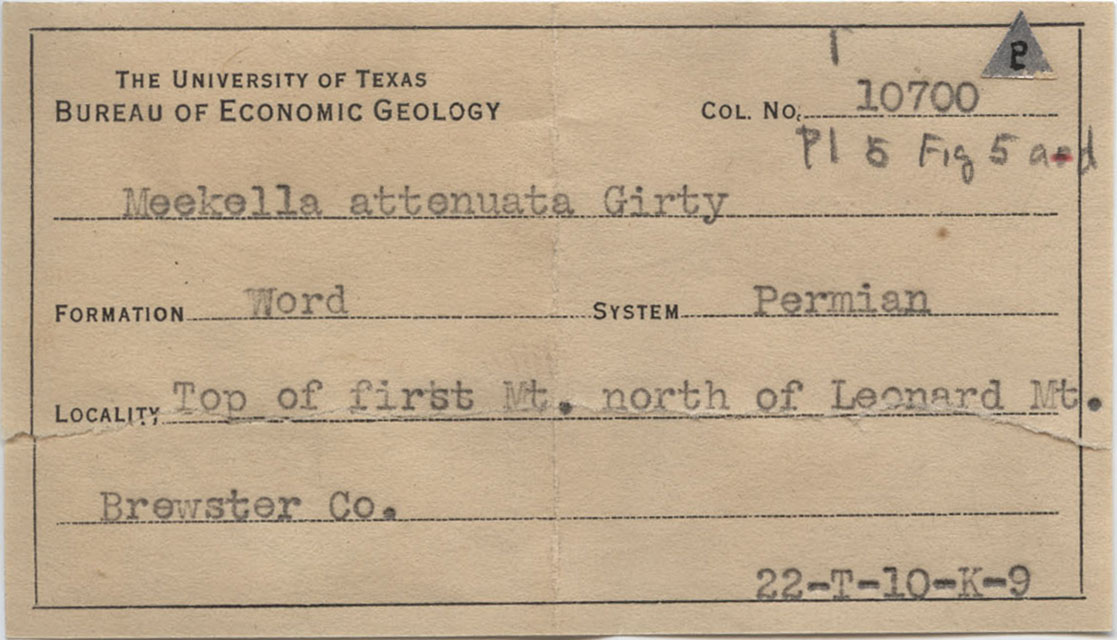 P
THE UNIVERSITY OF TEXAS
BUREAU OF ECONOMIC GEOLOGY
COL. NO. 10700
Pl 5 Fig 5 a-d
Meekella attenuata Girty
FORMATION Word SYSTEM Permian
LOCALITY Top of first Mt. north of Leonard Mt.
Brewster Co.
22-T-10-K-9